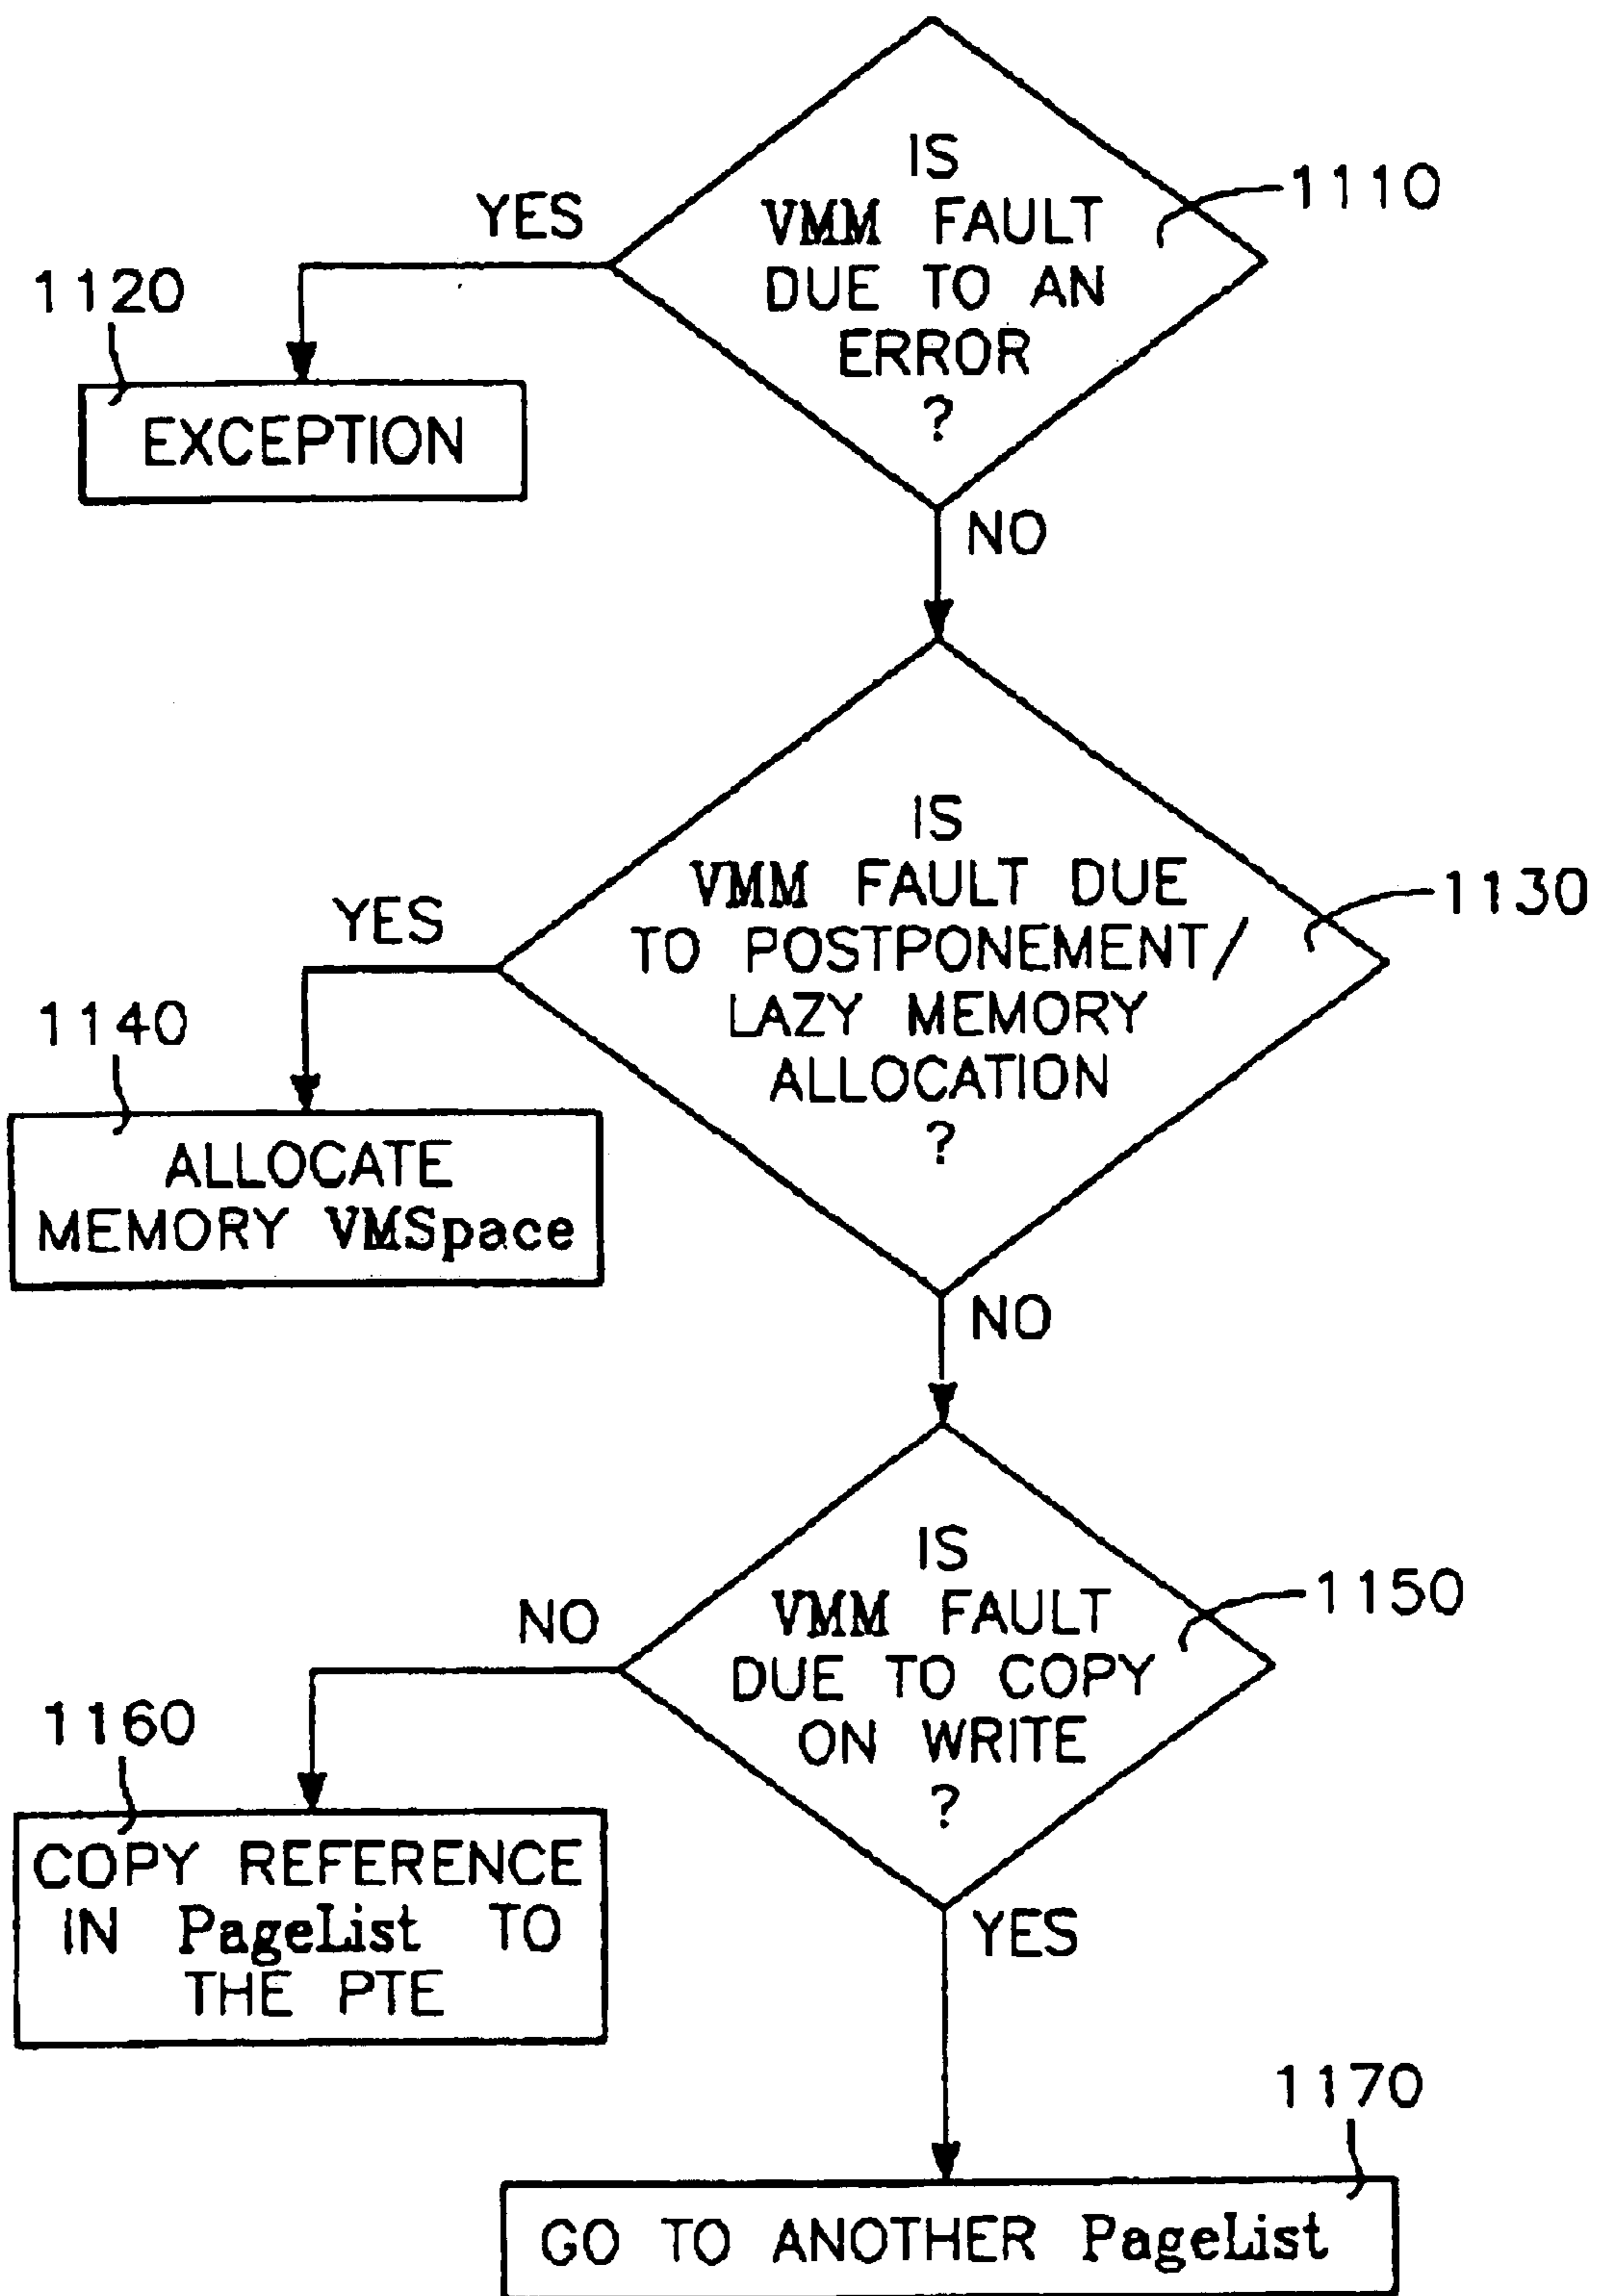 IS
VMM FAULT
DUE TO AN
ERROR
?
1110
YES
1120
EXCEPTION
NO
IS
VMM FAULT DUE
TO POSTPONEMENT/
LAZY MEMORY
ALLOCATION
?
1130
YES
1140
ALLOCATE
MEMORY VMSpace
NO
IS
VMM FAULT
DUE TO COPY
ON WRITE
?
1150
NO
1160
COPY REFERENCE
IN PageList TO
THE PTE
YES
1170
GO TO ANOTHER PageList